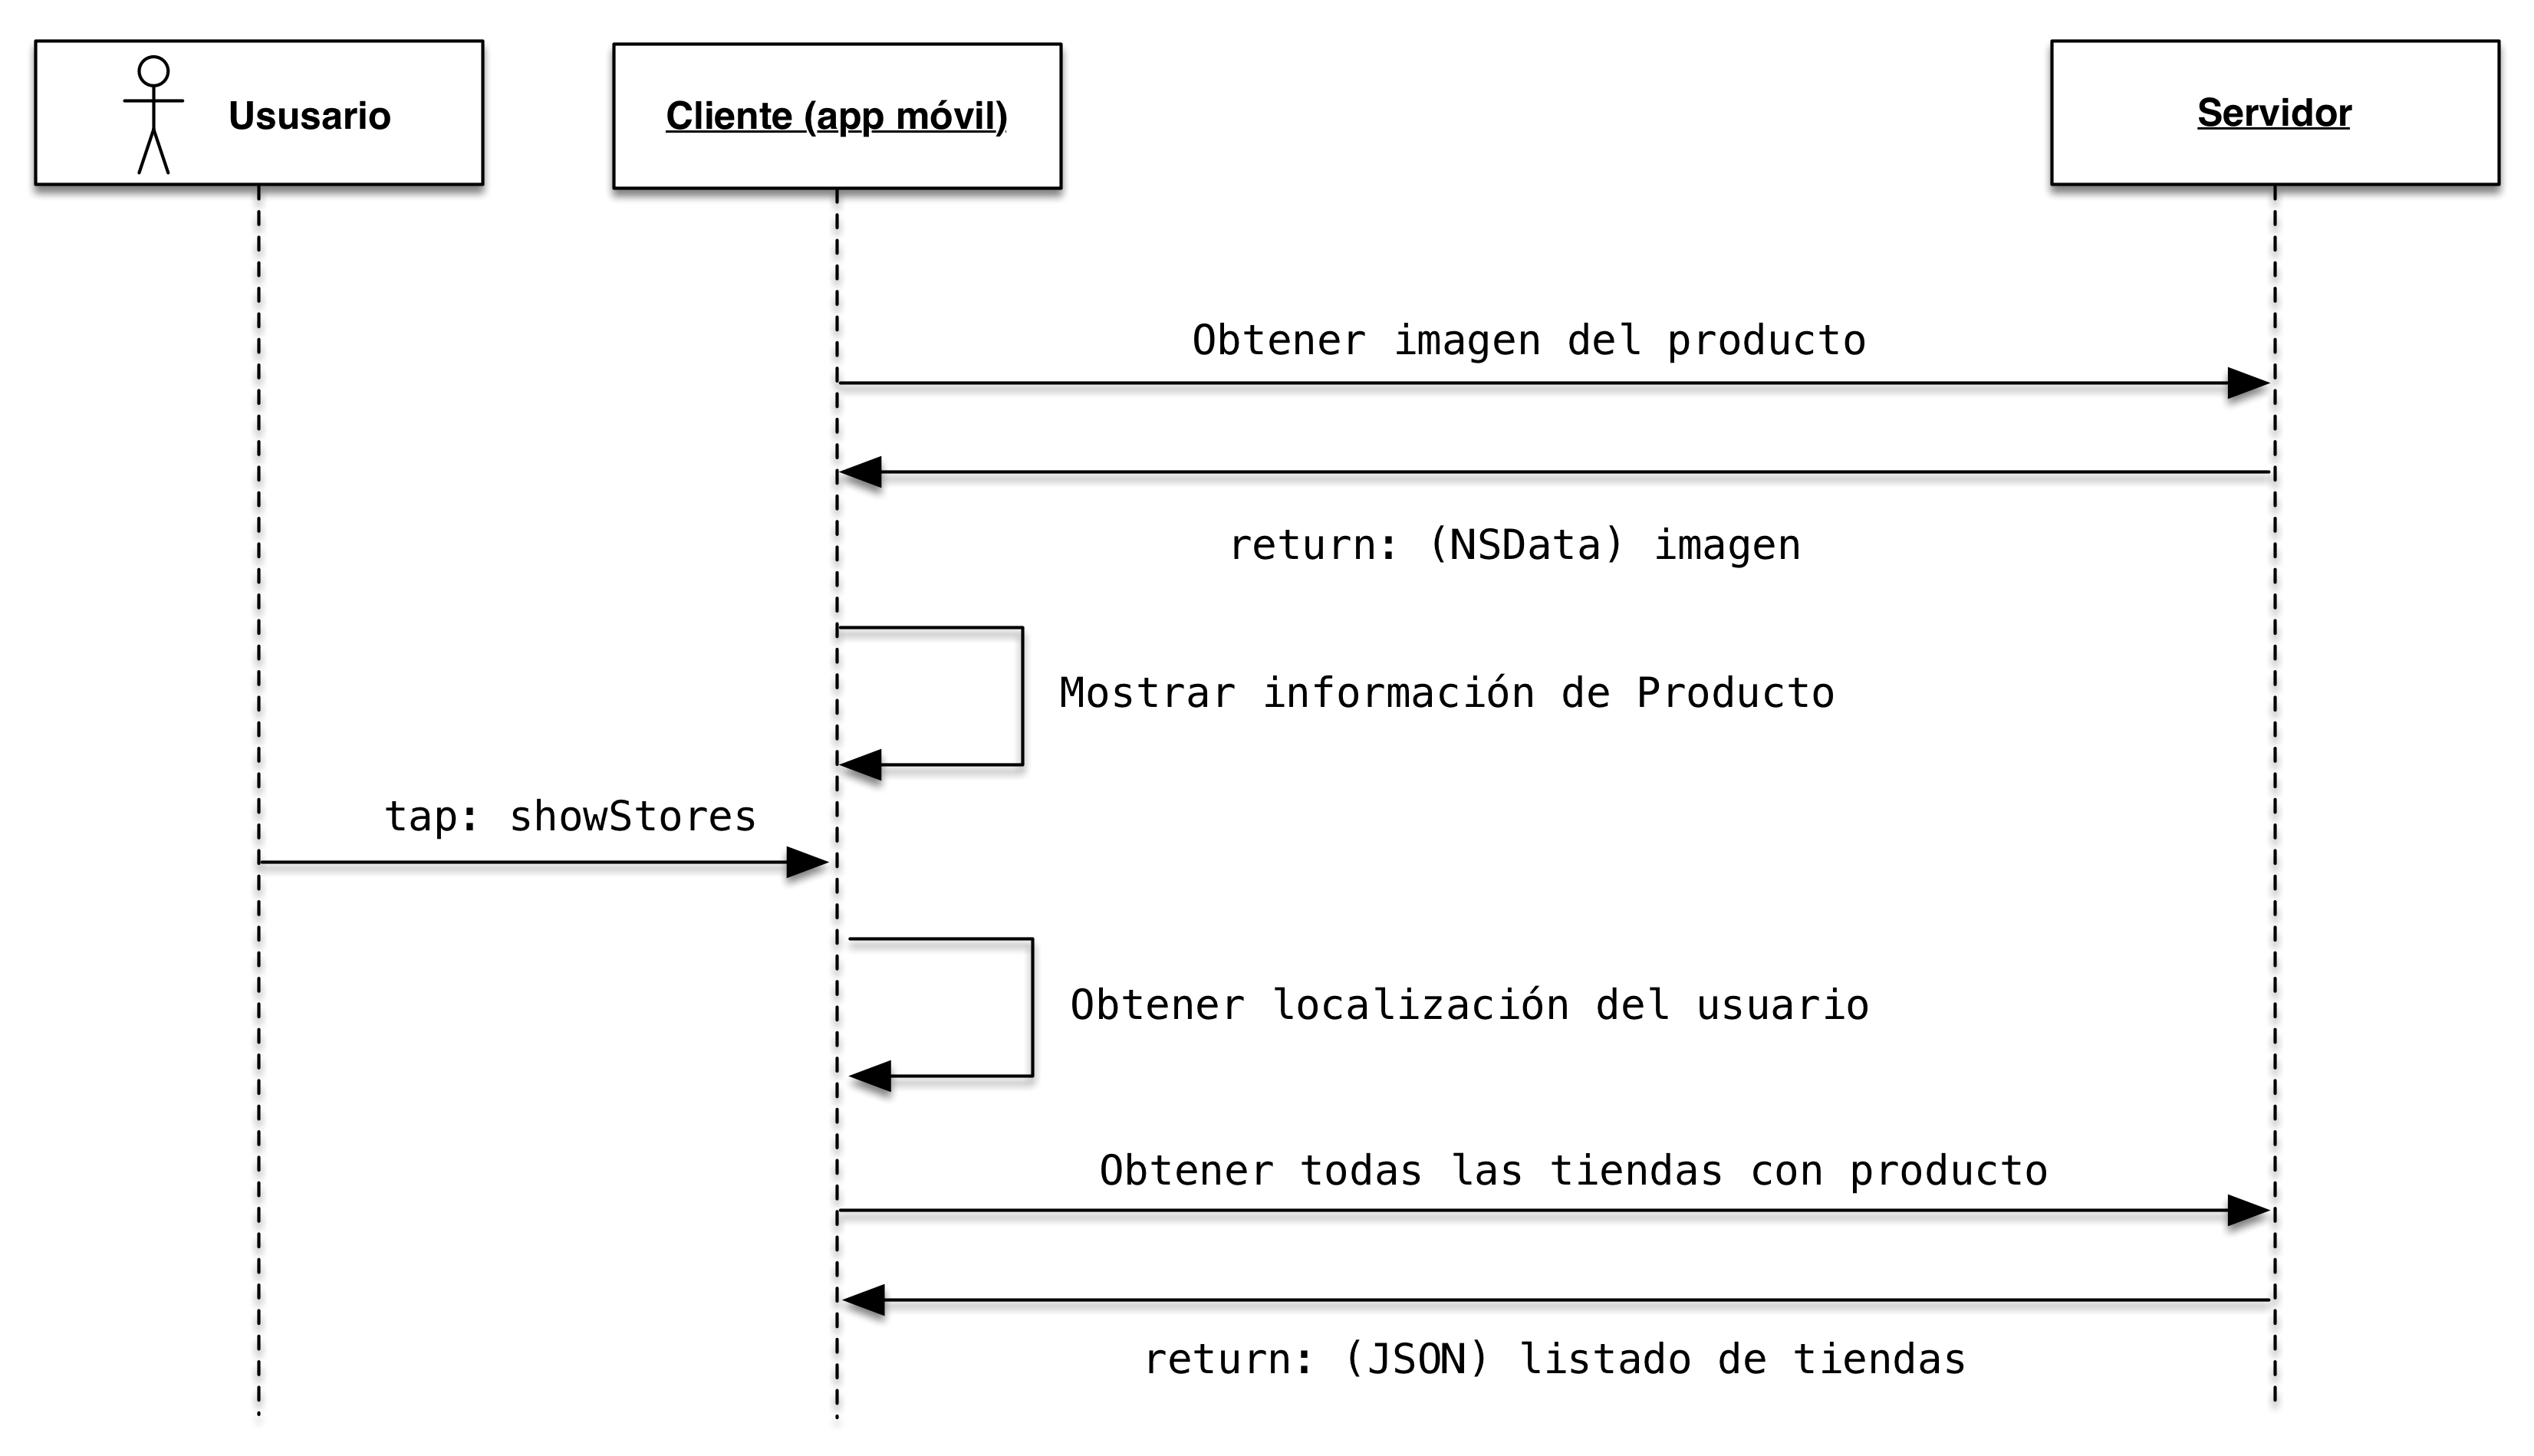 Ususario
Cliente (app móvil)
Servidor
Obtener imagen del producto
return: (NSData) imagen
Mostrar información de Producto
tap: showStores
Obtener localización del usuario
Obtener todas las tiendas con producto
return: (JSON) listado de tiendas